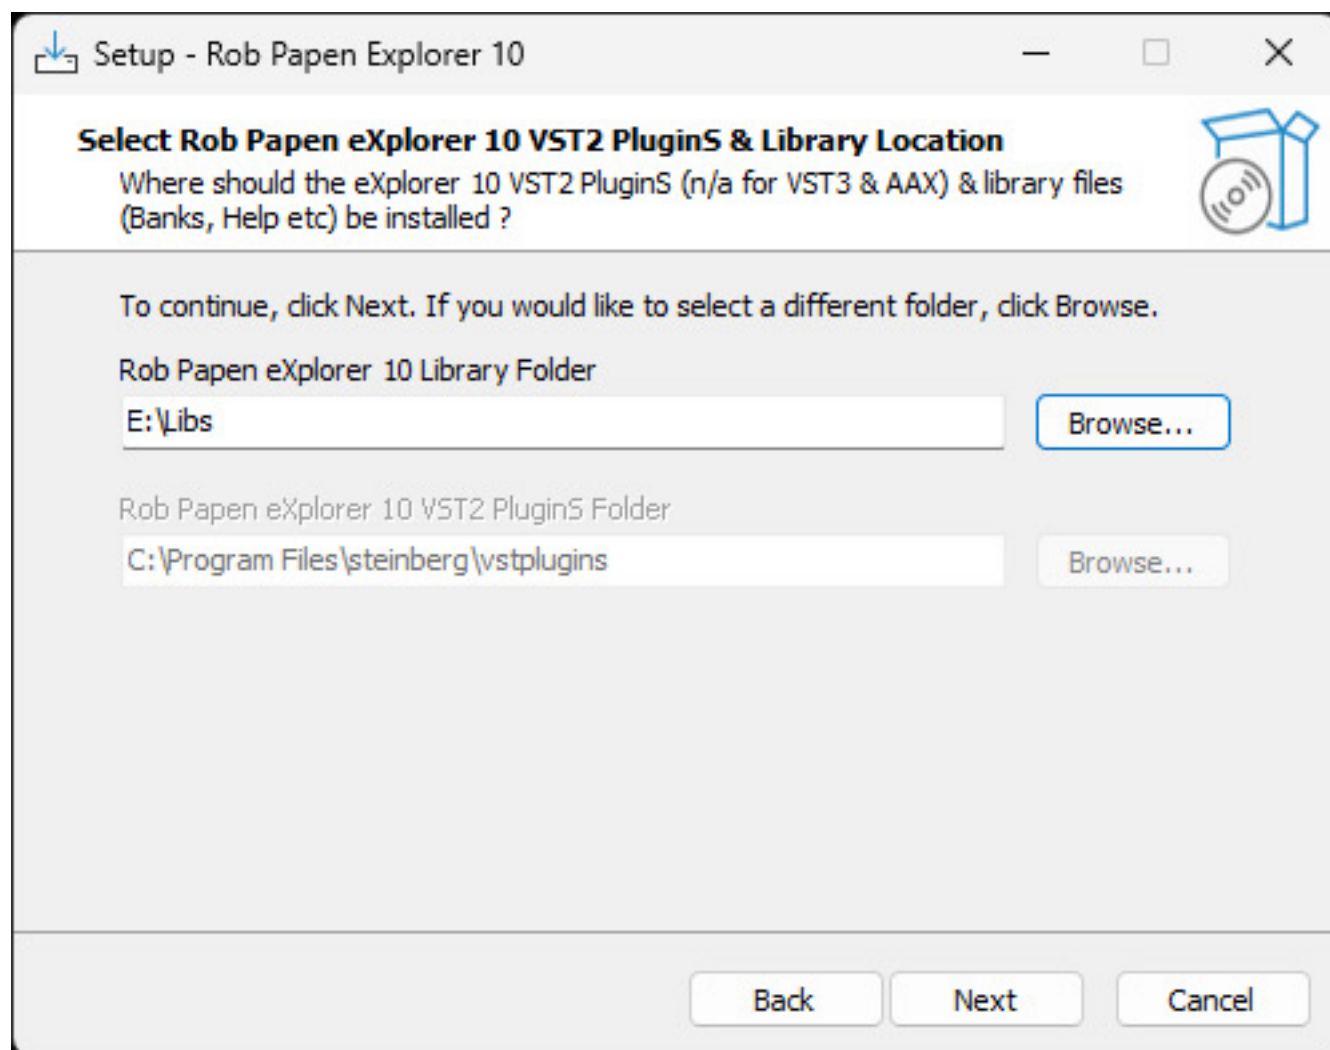 Setup - Rob Papen Explorer 10
Select Rob Papen eXplorer 10 VST2 PluginS & Library Location
Where should the eXplorer 10 VST2 PluginS (n/a for VST3 & AAX) & library files
(Banks, Help etc) be installed ?
To continue, click Next. If you would like to select a different folder, click Browse.
Rob Papen eXplorer 10 Library Folder
E:\Libs
Browse...
Rob Papen eXplorer 10 VST2 PluginS Folder
C:\Program Files\steinberg\vstplugins
Browse...
Back
Next
Cancel